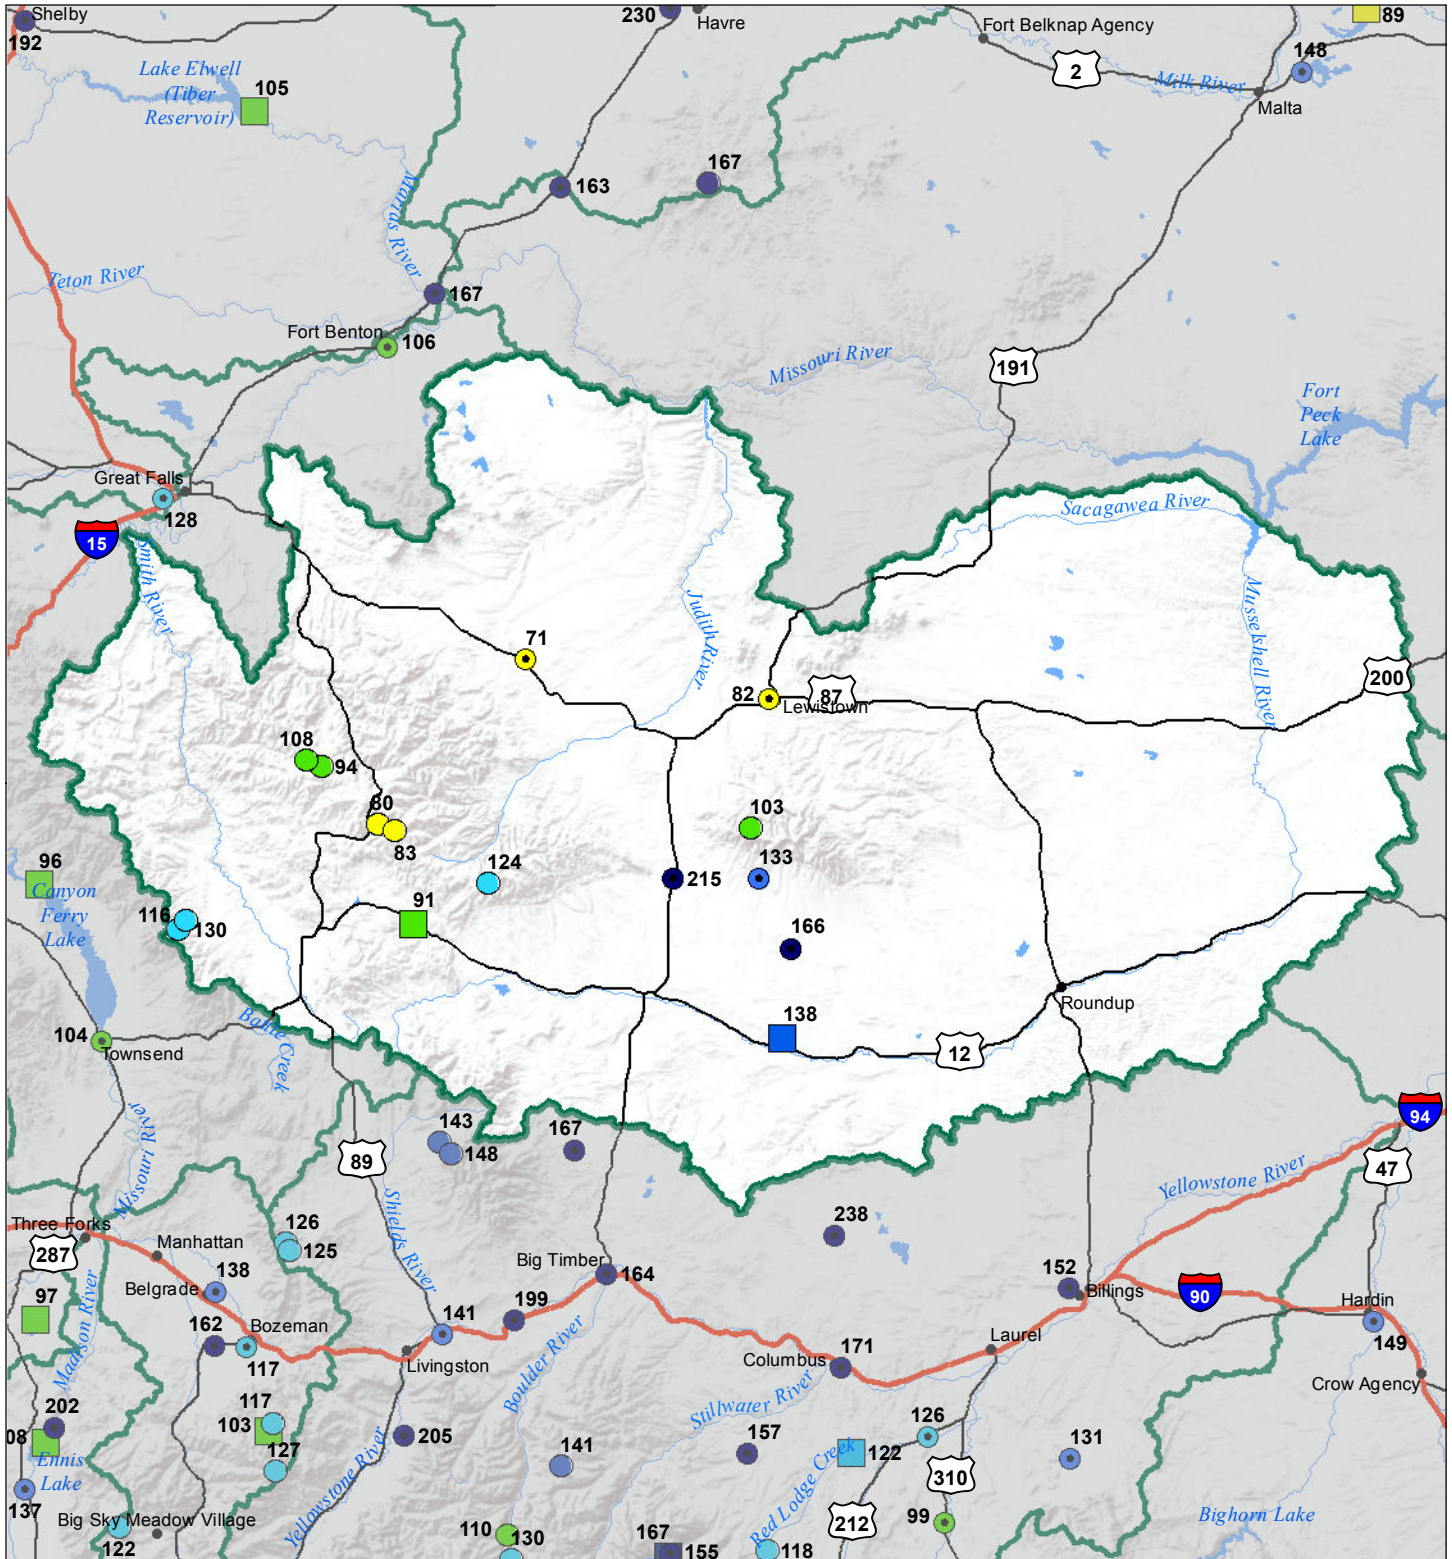 Shelby
192
230
Havre
Fort Belknap Agency
89
2
148
Milk River
Malta
Lake Elwell
(Tiber
Reservoir)
105
167
163
Marias River
Teton River
167
Fort Benton
106
Missouri River
191
Fort
Peck
Lake
Great Falls
128
15
Smith River
Sacagawea River
Musselshell River
Judith River
71
82
87
Lewistown
200
108
94
80
83
103
133
124
215
96
Canyon
Ferry
Lake
91
116
130
166
Roundup
104
Townsend
Battle Creek
138
12
94
Missouri River
143
148
167
89
47
Yellowstone River
Shields River
Three Forks
287
126
125
Manhattan
238
Big Timber
164
Belgrade
138
152
Billings
90
Hardin
97
Madison River
162
Bozeman
117
141
199
Livingston
Boulder River
Columbus
171
Laurel
149
Crow Agency
202
117
103
205
Stillwater River
126
08
Ennis
Lake
127
141
157
122
131
137
Yellowstone River
Red Lodge Creek
310
Big Sky
Meadow Village
122
110
130
167
155
118
212
99
Bighorn Lake